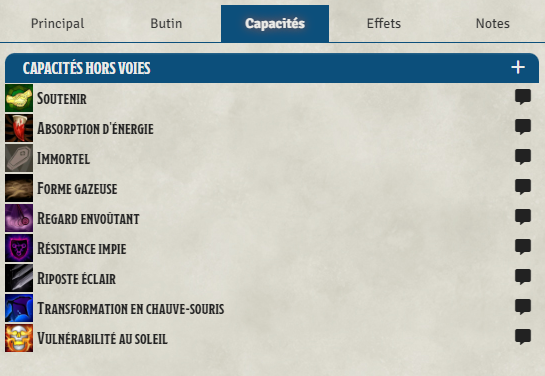 Principal Butin Capacités Effets Notes
CAPACITÉS HORS VOIES +
SOUTENIR
ABSORPTION D'ÉNERGIE
IMMORTEL
FORME GAZEUSE
REGARD ENVOÛTANT
RÉSISTANCE IMPIE
RIPOSTE ÉCLAIR
TRANSFORMATION EN CHAUVE-SOURIS
VULNÉRABILITÉ AU SOLEIL